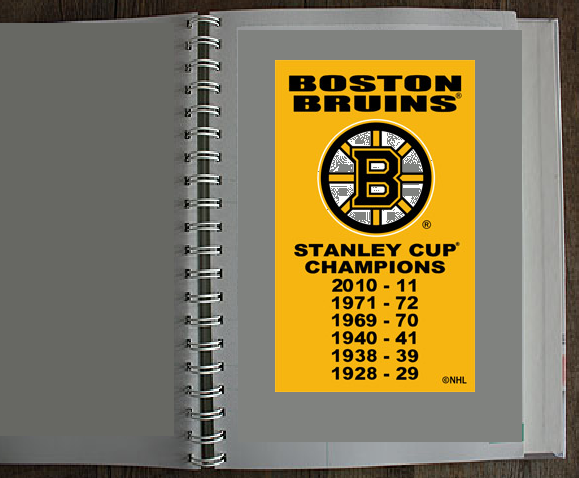 BOSTON
BRUINS®
B
®
STANLEY CUP®
CHAMPIONS
2010 - 11
1971 - 72
1969 - 70
1940 - 41
1938 - 39
1928 - 29
©NHL